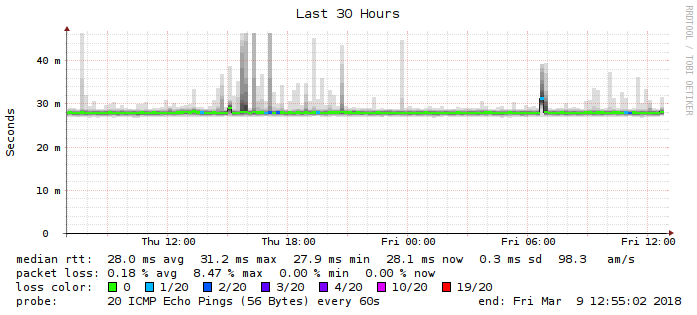 Last 30 Hours
RRDTOOL / TOBI OETIKER
Seconds
40 m
30 m
20 m
10 m
0
Thu 12:00 Thu 18:00 Fri 00:00 Fri 06:00 Fri 12:00
median rtt: 28.0 ms avg 31.2 ms max 27.9 ms min 28.1 ms now 0.3 ms sd 98.3 am/s
packet loss: 0.18 % avg 8.47 % max 0.00 % min 0.00 % now
loss color: 0 1/20 2/20 3/20 4/20 10/20 19/20
probe: 20 ICMP Echo Pings (56 Bytes) every 60s end: Fri Mar 9 12:55:02 2018